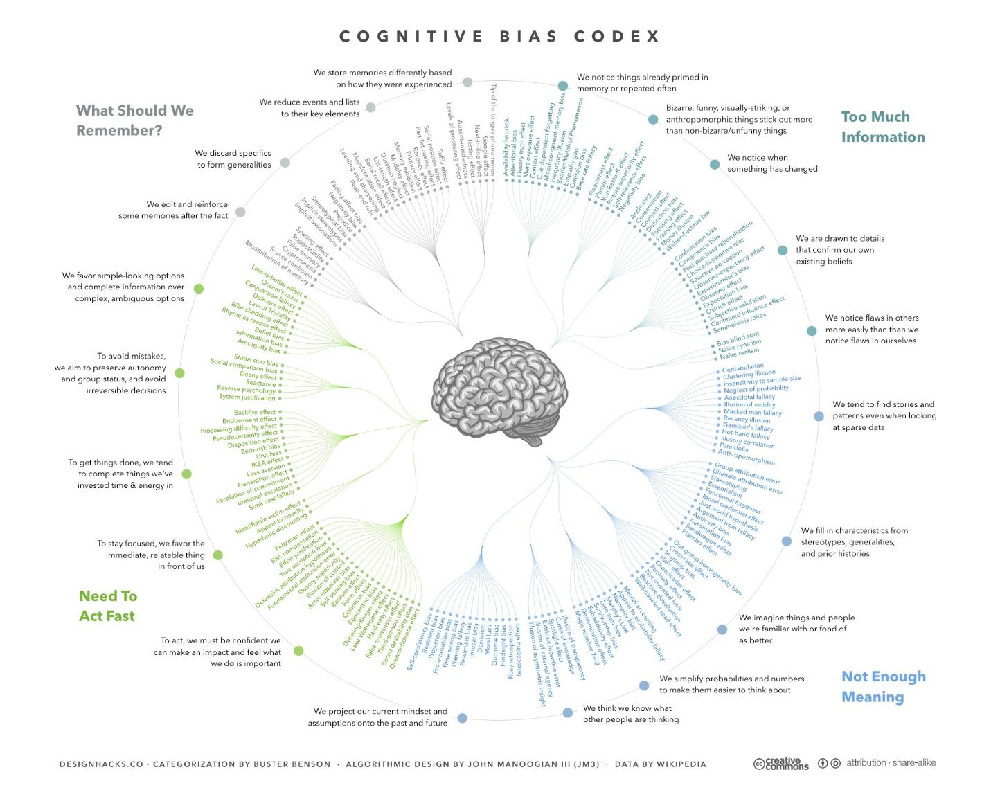 COGNITIVE BIAS CODEX
What Should We
Remember?
We store memories differently based
on how they were experienced
We reduce events and lists
to their key elements
We discard specifics
to form generalities
We edit and reinforce
some memories after the fact
Tip of the tongue phenomenon
Google effect
Next-in-line effect
Testing effect
Absent-mindedness
Levels of processing effect
Suffix effect
Serial position effect
Part-list cueing effect
Recency effect
Primacy effect
Memory inhibition
Modality effect
Duration neglect
List-length effect
Serial recall effect
Misinformation effect
Leveling and sharpening
Peak-end rule
Fading affect bias
Negativity bias
Prejudice
Stereotypical bias
Implicit stereotypes
Implicit associations
Spacing effect
Suggestibility
False memory
Cryptomnesia
Source confusion
Misattribution of memory
Too Much
Information
We notice things already primed in
memory or repeated often
Availability heuristic
Attentional bias
Illusory truth effect
Mere exposure effect
Context effect
Cue-dependent forgetting
Mood-congruent memory bias
Frequency illusion
Baader-Meinhof Phenomenon
Empathy gap
Omission bias
Base rate fallacy
Bizarre, funny, visually-striking, or
anthropomorphic things stick out more
than non-bizarre/unfunny things
Bizarreness effect
Humor effect
Von Restorff effect
Picture superiority effect
Self-relevance effect
Negativity bias
We notice when
something has changed
Anchoring
Conservatism
Contrast effect
Distinction bias
Focusing effect
Framing effect
Money illusion
Weber-Fechner law
We are drawn to details
that confirm our own
existing beliefs
Confirmation bias
Congruence bias
Post-purchase rationalization
Choice-supportive bias
Selective perception
Observer-expectancy effect
Experimenter's bias
Observer effect
Expectation bias
Ostrich effect
Subjective validation
Continued influence effect
Semmelweis reflex
We notice flaws in others
more easily than than we
notice flaws in ourselves
Bias blind spot
Naïve cynicism
Naïve realism
We tend to find stories and
patterns even when looking
at sparse data
Confabulation
Clustering illusion
Insensitivity to sample size
Neglect of probability
Anecdotal fallacy
Illusion of validity
Masked man fallacy
Recency illusion
Gambler's fallacy
Hot-hand fallacy
Illusory correlation
Pareidolia
Anthropomorphism
We fill in characteristics from
stereotypes, generalities,
and prior histories
Group attribution error
Ultimate attribution error
Stereotyping
Essentialism
Functional fixedness
Moral credential effect
Just-world hypothesis
Argument from fallacy
Authority bias
Automation bias
Bandwagon effect
Placebo effect
We imagine things and people
we're familiar with or fond of
as better
Out-group homogeneity bias
Cross-race effect
In-group bias
Halo effect
Cheerleader effect
Positivity effect
Not invented here
Reactive devaluation
Well-traveled road effect
We simplify probabilities and numbers
to make them easier to think about
Mental accounting
Appeal to probability fallacy
Normalcy bias
Murphy's Law
Zero sum bias
Survivorship bias
Subadditivity effect
Denomination effect
Magic number 7+-2
Not Enough
Meaning
We think we know what
other people are thinking
Illusion of transparency
Curse of knowledge
Spotlight effect
Extrinsic incentive error
Illusion of external agency
Illusion of asymmetric insight
We project our current mindset and
assumptions onto the past and future
Telescoping effect
Rosy retrospection
Hindsight bias
Outcome bias
Moral luck
Declinism
Impact bias
Pessimism bias
Planning fallacy
Time-saving bias
Pro-innovation bias
Projection bias
Restraint bias
Self-consistency bias
We favor simple-looking options
and complete information over
complex, ambiguous options
Less-is-better effect
Occam's razor
Conjunction fallacy
Delmore effect
Law of Triviality
Bike-shedding effect
Rhyme as reason effect
Belief bias
Information bias
Ambiguity bias
To avoid mistakes,
we aim to preserve autonomy
and group status, and avoid
irreversible decisions
Status quo bias
Social comparison bias
Decoy effect
Reactance
Reverse psychology
System justification
To get things done, we tend
to complete things we've
invested time & energy in
Backfire effect
Endowment effect
Processing difficulty effect
Pseudocertainty effect
Disposition effect
Zero-risk bias
Unit bias
IKEA effect
Loss aversion
Generation effect
Escalation of commitment
Irrational escalation
Sunk cost fallacy
To stay focused, we favor the
immediate, relatable thing
in front of us
Identifiable victim effect
Appeal to novelty
Hyperbolic discounting
Need To
Act Fast
To act, we must be confident we
can make an impact and feel what
we do is important
Peltzman effect
Risk compensation
Effort justification
Trait ascription bias
Defensive attribution hypothesis
Fundamental attribution error
Illusory superiority
Illusion of control
Actor-observer bias
Self-serving bias
Barnum effect
Forer effect
Optimism bias
Egocentric bias
Dunning-Kruger effect
Lake Wobegone effect
Hard-easy effect
False consensus effect
Third-person effect
Social desirability bias
Overconfidence effect
DESIGNHACKS.CO · CATEGORIZATION BY BUSTER BENSON · ALGORITHMIC DESIGN BY JOHN MANOOGIAN III (JM3) · DATA BY WIKIPEDIA
cc creative commons
attribution · share-alike